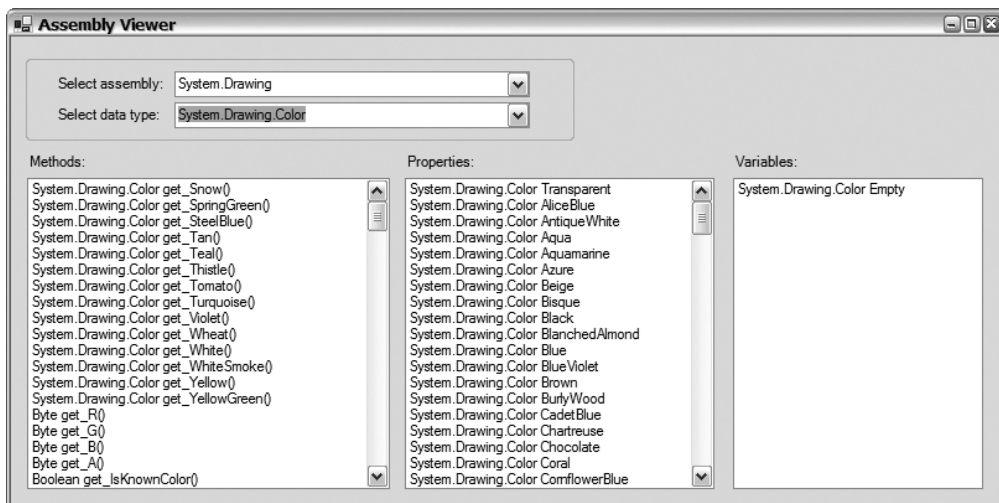 Assembly Viewer
Select assembly: System.Drawing
Select data type: System.Drawing.Color
Methods:
System.Drawing.Color get_Snow()
System.Drawing.Color get_SpringGreen()
System.Drawing.Color get_SteelBlue()
System.Drawing.Color get_Tan()
System.Drawing.Color get_Teal()
System.Drawing.Color get_Thistle()
System.Drawing.Color get_Tomato()
System.Drawing.Color get_Turquoise()
System.Drawing.Color get_Violet()
System.Drawing.Color get_Wheat()
System.Drawing.Color get_White()
System.Drawing.Color get_WhiteSmoke()
System.Drawing.Color get_Yellow()
System.Drawing.Color get_YellowGreen()
Byte get_R()
Byte get_G()
Byte get_B()
Byte get_A()
Boolean get_IsKnownColor()
Properties:
System.Drawing.Color Transparent
System.Drawing.Color AliceBlue
System.Drawing.Color AntiqueWhite
System.Drawing.Color Aqua
System.Drawing.Color Aquamarine
System.Drawing.Color Azure
System.Drawing.Color Beige
System.Drawing.Color Bisque
System.Drawing.Color Black
System.Drawing.Color BlanchedAlmond
System.Drawing.Color Blue
System.Drawing.Color BlueViolet
System.Drawing.Color Brown
System.Drawing.Color BurlyWood
System.Drawing.Color CadetBlue
System.Drawing.Color Chartreuse
System.Drawing.Color Chocolate
System.Drawing.Color Coral
System.Drawing.Color CornflowerBlue
Variables:
System.Drawing.Color Empty